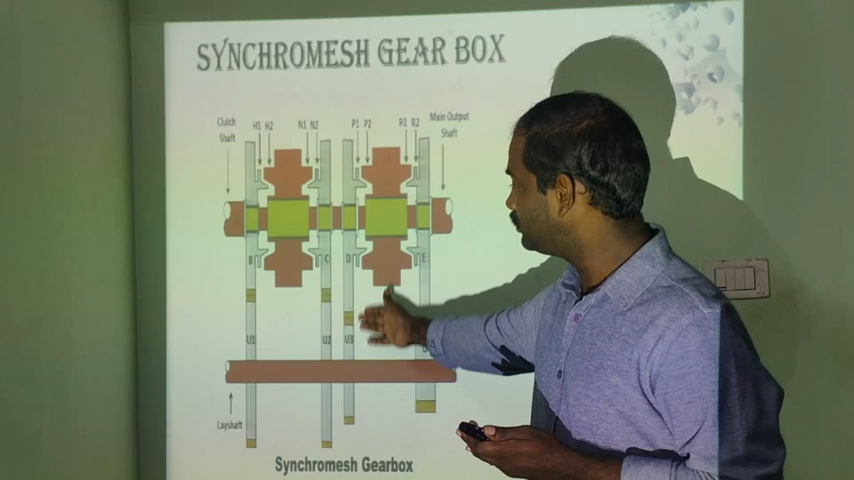 SYNCHROMESH GEAR BOX
Clutch Shaft
H1 H2
N1 N2
P1 P2
R1 R2
Main Output Shaft
B
C
D
E
U1
U2
U3
Layshaft
Synchromesh Gearbox